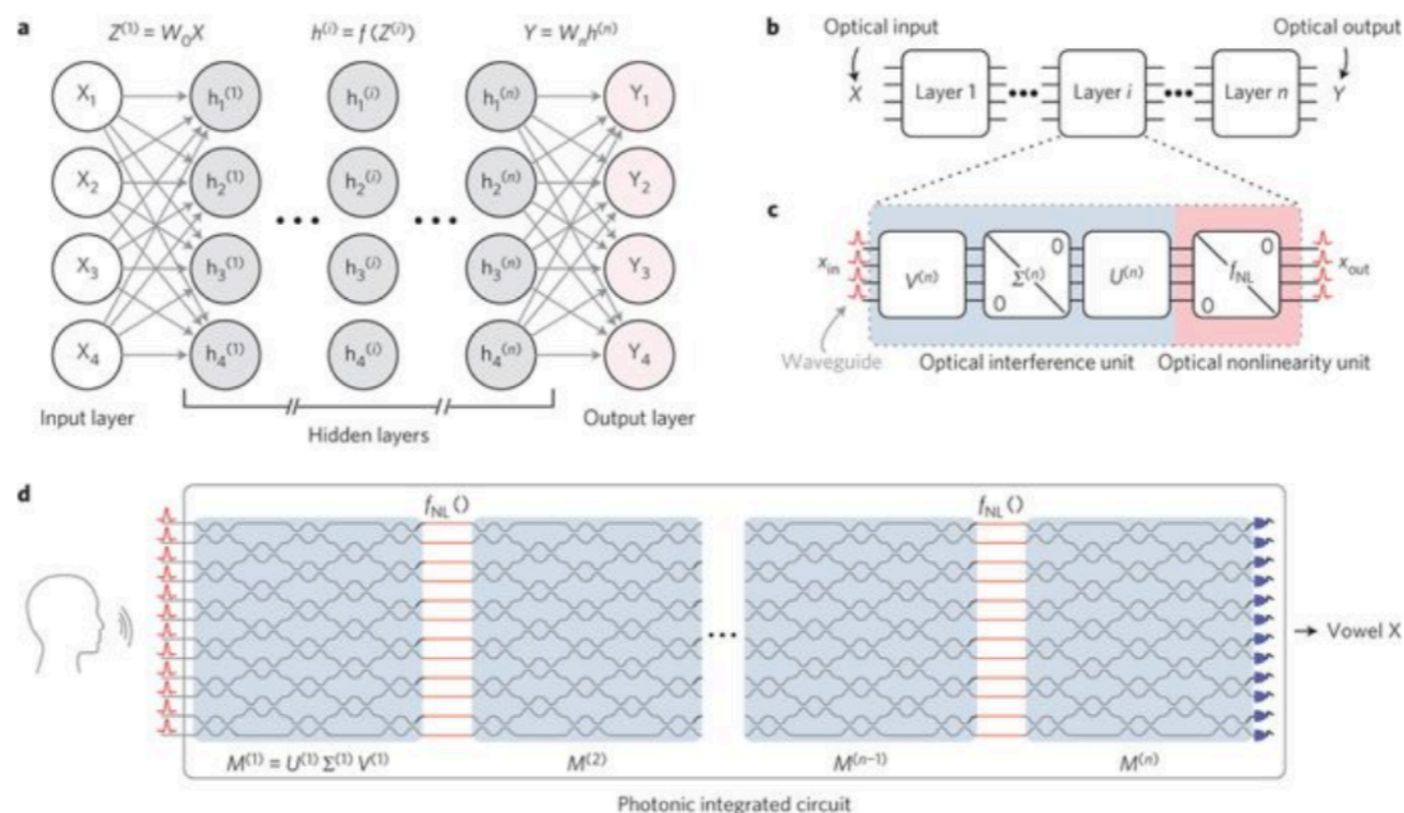 a
Z(1) = W0X h(i) = f(Z(i)) Y = Wnh(n)
X1 h1(1) h1(i) h1(n) Y1
X2 h2(1) h2(i) h2(n) Y2
X3 h3(1) h3(i) h3(n) Y3
X4 h4(1) h4(i) h4(n) Y4
Input layer
Hidden layers
Output layer
b
Optical input Optical output
X Layer 1 ••• Layer i ••• Layer n Y
c
xin V(n) 0 Σ(n) 0 U(n) 0 fNL 0 xout
Waveguide Optical interference unit Optical nonlinearity unit
d
fNL() fNL()
Vowel X
M(1) = U(1) Σ(1) V(1) M(2) M(n−1) M(n)
Photonic integrated circuit